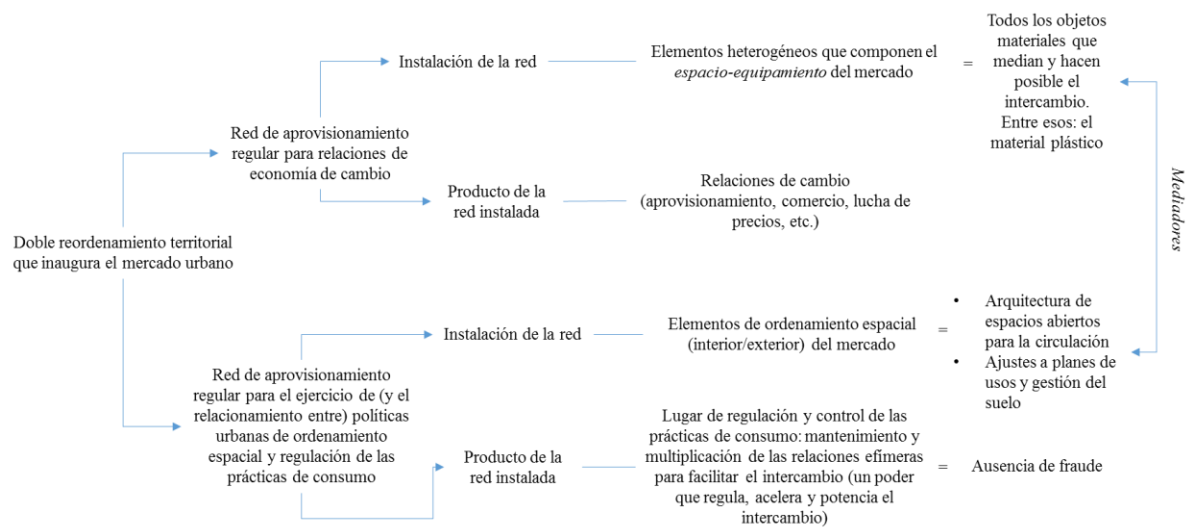 Doble reordenamiento territorial
que inaugura el mercado urbano
Red de aprovisionamiento
regular para relaciones de
economía de cambio
Instalación de la red
Elementos heterogéneos que componen el
espacio-equipamiento del mercado
=
Todos los objetos
materiales que
median y hacen
posible el
intercambio.
Entre esos: el
material plástico
Producto de la
red instalada
Relaciones de cambio
(aprovisionamiento, comercio, lucha de
precios, etc.)
Mediadores
Red de aprovisionamiento
regular para el ejercicio de (y el
relacionamiento entre) políticas
urbanas de ordenamiento
espacial y regulación de las
prácticas de consumo
Instalación de la red
Elementos de ordenamiento espacial
(interior/exterior) del mercado
=
• Arquitectura de
espacios abiertos
para la circulación
• Ajustes a planes de
usos y gestión del
suelo
Producto de la
red instalada
Lugar de regulación y control de las
prácticas de consumo: mantenimiento y
multiplicación de las relaciones efímeras
para facilitar el intercambio (un poder
que regula, acelera y potencia el
intercambio)
=
Ausencia de fraude